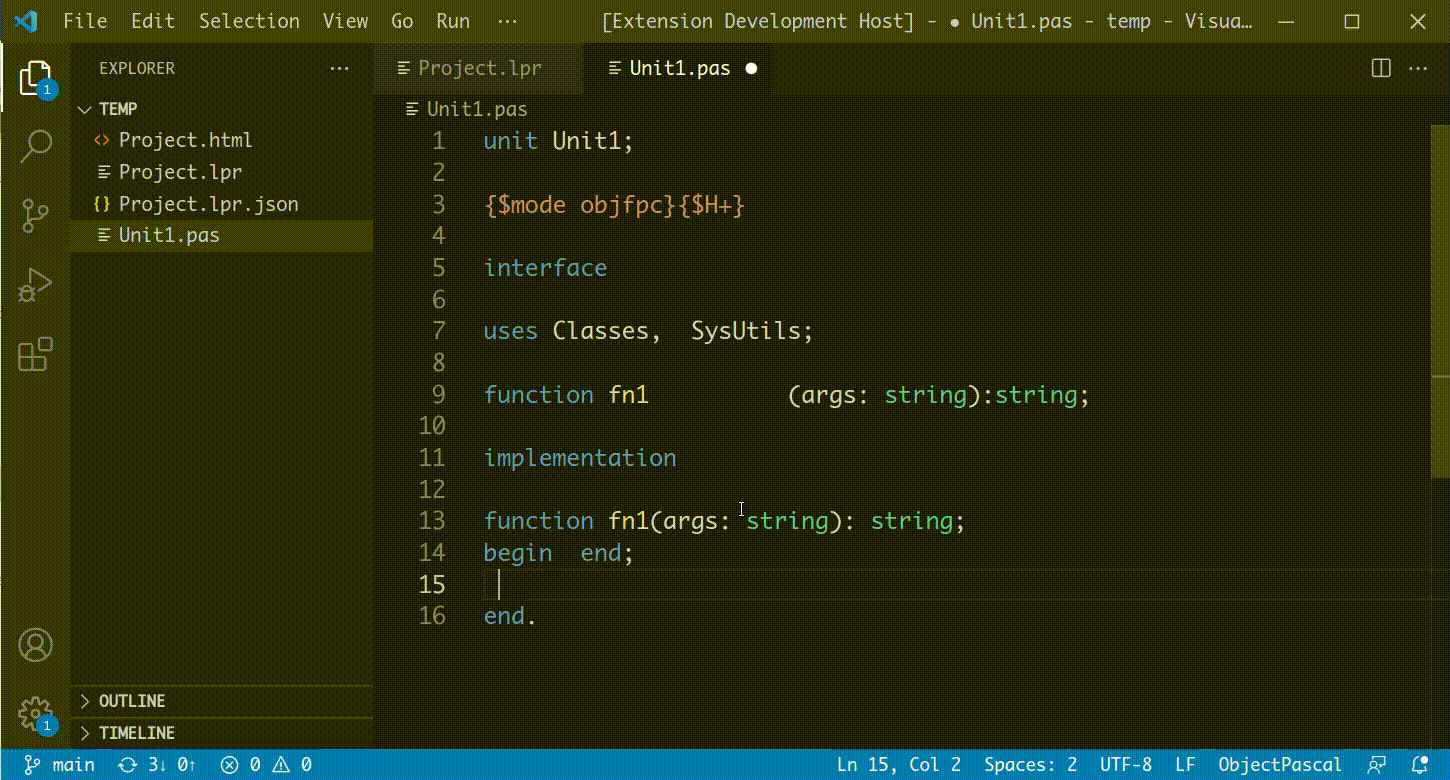 File Edit Selection View Go Run ··· [Extension Development Host] - ● Unit1.pas - temp - Visua...
EXPLORER ···
Project.lpr Unit1.pas ●
1
TEMP
Unit1.pas
Project.html
Project.lpr
Project.lpr.json
Unit1.pas
1 unit Unit1;
2
3 {$mode objfpc}{$H+}
4
5 interface
6
7 uses Classes,  SysUtils;
8
9 function fn1          (args: string):string;
10
11 implementation
12
13 function fn1(args: string): string;
14 begin  end;
15
16 end.
OUTLINE
1
TIMELINE
main 3↓ 0↑ 0 0 Ln 15, Col 2 Spaces: 2 UTF-8 LF ObjectPascal